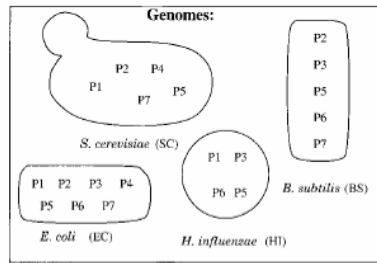 Genomes:
P2 P4
P1
P7 P5
S. cerevisiae (SC)
P2
P3
P5
P6
P7
B. subtilis (BS)
P1 P3
P6 P5
H. influenzae (HI)
P1 P2 P3 P4
P5 P6 P7
E. coli (EC)